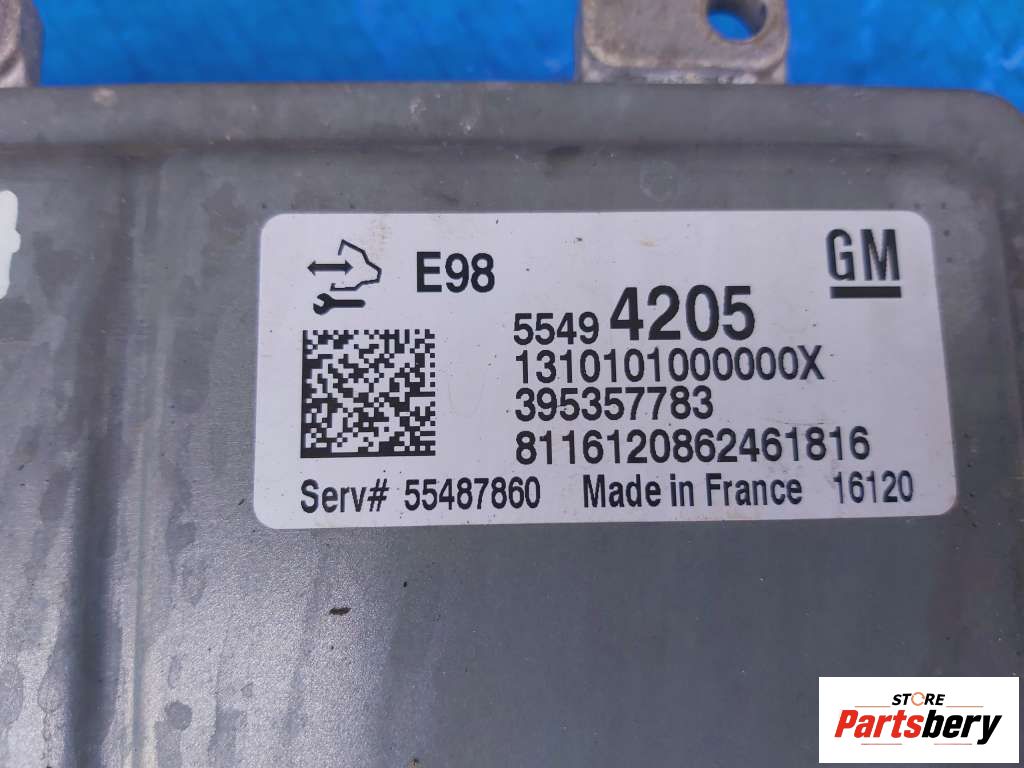 E98
GM
5549 4205
1310101000000X
395357783
8116120862461816
Serv# 55487860 Made in France 16120
STORE
Partsbery